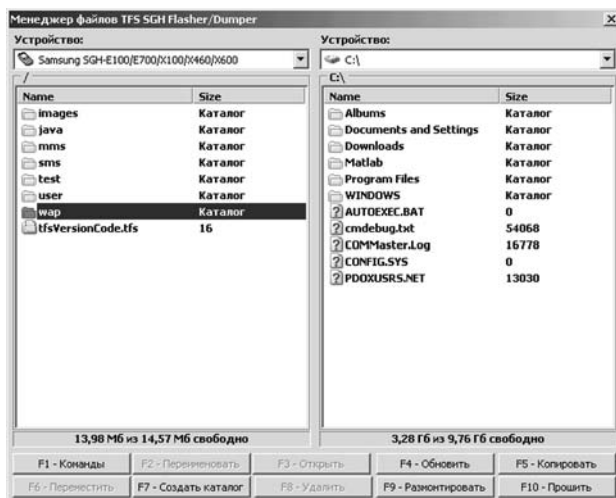 Менеджер файлов TFS SGH Flasher/Dumper
Устройство:
Samsung SGH-E100/E700/X100/X460/X600
/
Name Size
images Каталог
java Каталог
mms Каталог
sms Каталог
test Каталог
user Каталог
wap Каталог
tfsVersionCode.tfs 16
13,98 Мб из 14,57 Мб свободно
Устройство:
C:\
C:\
Name Size
Albums Каталог
Documents and Settings Каталог
Downloads Каталог
Matlab Каталог
Program Files Каталог
WINDOWS Каталог
AUTOEXEC.BAT 0
cmdebug.txt 54068
COMMaster.Log 16778
CONFIG.SYS 0
PDOXUSRS.NET 13030
3,28 Гб из 9,76 Гб свободно
F1 - Команды F2 - Переименовать F3 - Открыть F4 - Обновить F5 - Копировать
F6 - Переместить F7 - Создать каталог F8 - Удалить F9 - Размонтировать F10 - Прошить